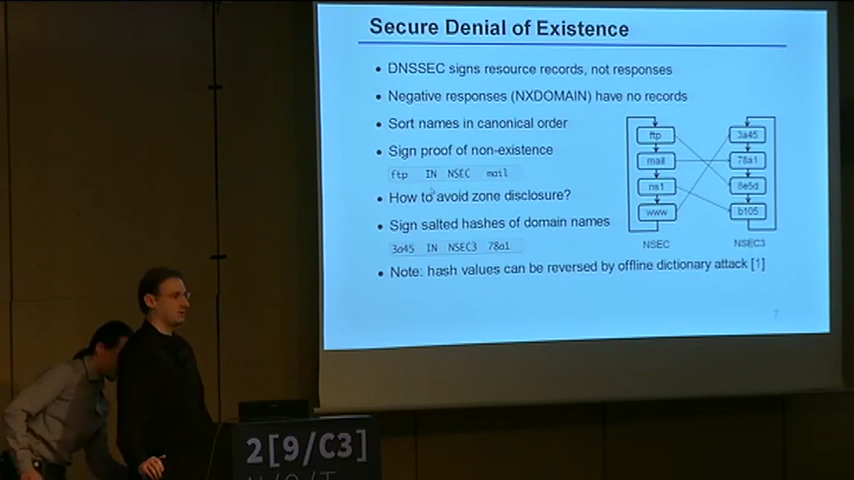 Secure Denial of Existence
• DNSSEC signs resource records, not responses
• Negative responses (NXDOMAIN) have no records
• Sort names in canonical order
• Sign proof of non-existence
ftp IN NSEC mail
• How to avoid zone disclosure?
• Sign salted hashes of domain names
3a45 IN NSEC3 78a1
• Note: hash values can be reversed by offline dictionary attack [1]
ftp
mail
ns1
www
NSEC
3a45
78a1
8e5d
b105
NSEC3
7
2[9/C3]